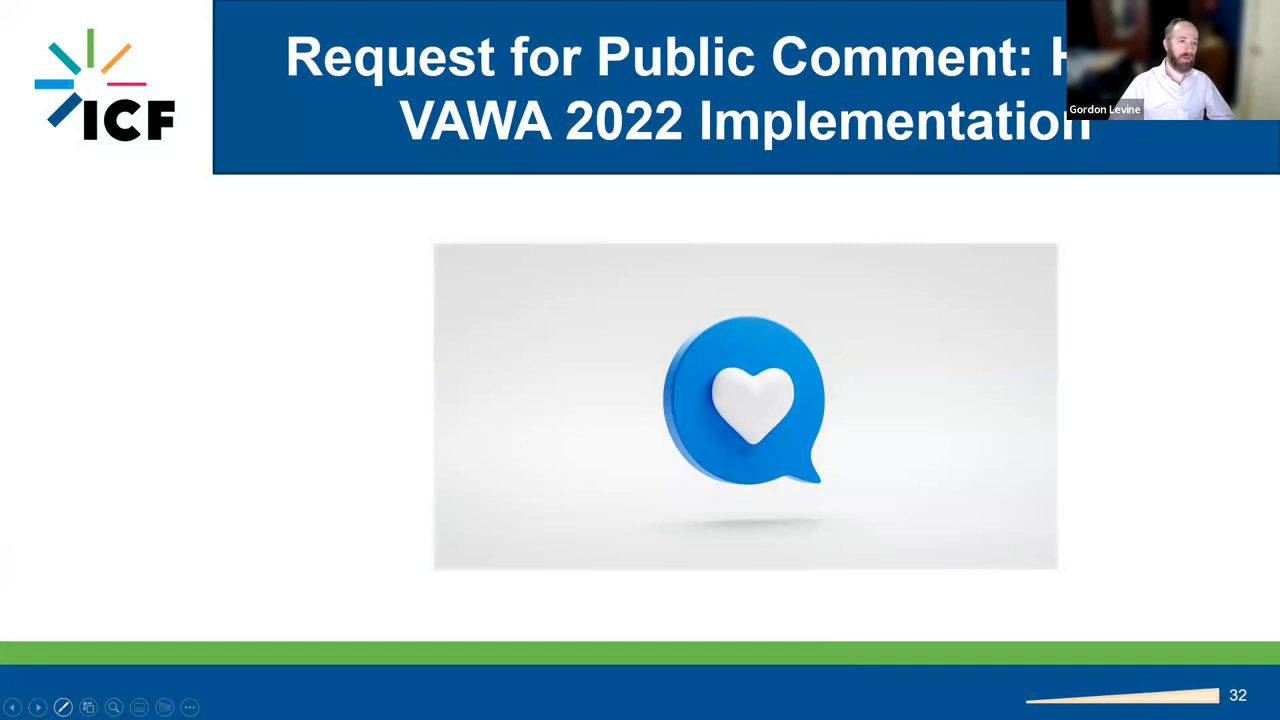 ICF
Request for Public Comment: H
VAWA 2022 Implementation
Gordon Levine
32